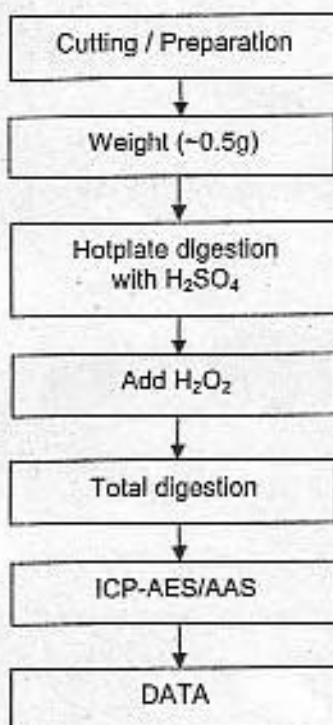 Cutting / Preparation
Weight (~0.5g)
Hotplate digestion
with H₂SO₄
Add H₂O₂
Total digestion
ICP-AES/AAS
DATA